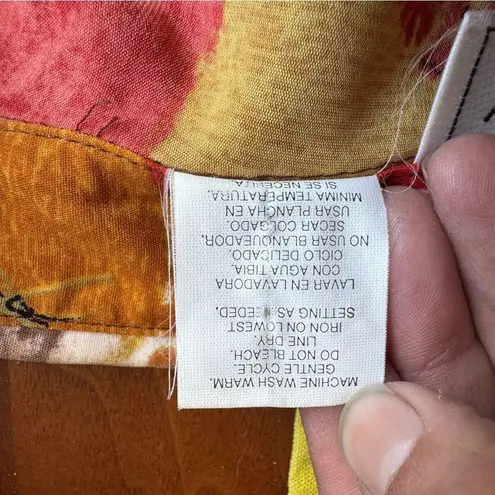 MACHINE WASH WARM.
GENTLE CYCLE.
DO NOT BLEACH.
LINE DRY.
IRON ON LOWEST
SETTING AS NEEDED.
LAVAR EN LAVADORA
CON AGUA TIBIA.
CICLO DELICADO.
NO USAR BLANQUEADOR.
SECAR COLGADO.
USAR PLANCHA EN
MINIMA TEMPERATURA,
SI SE NECESITA.